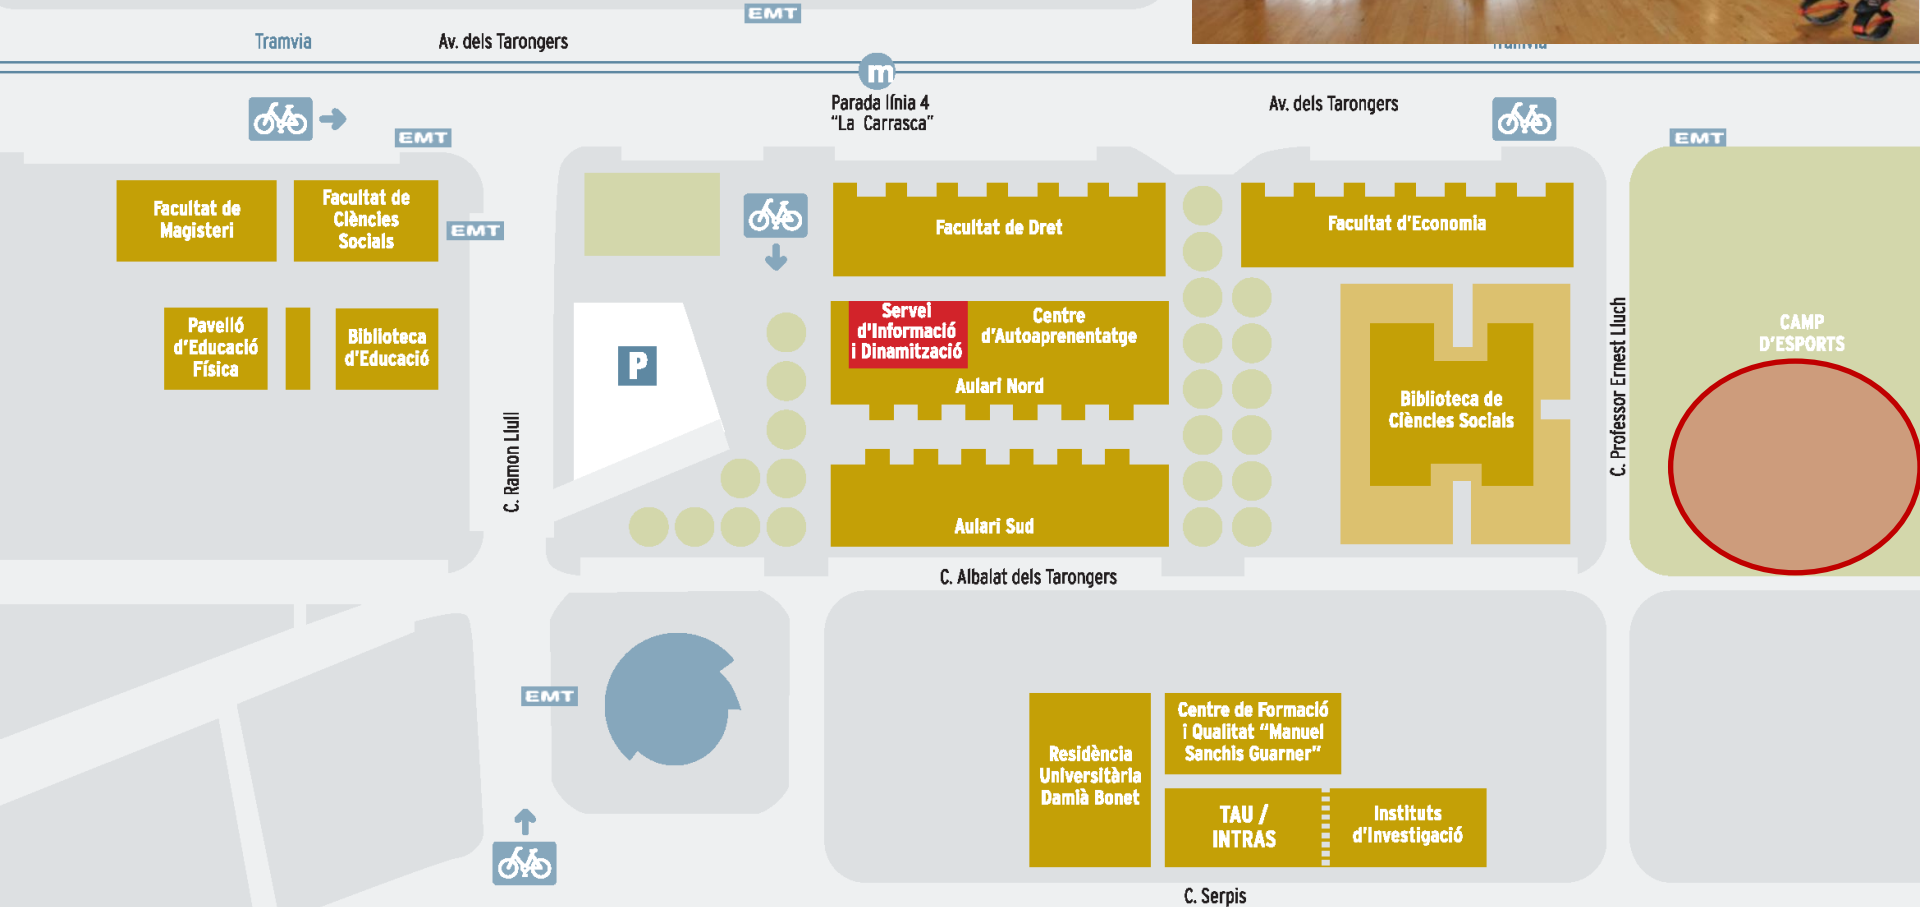 EMT
Tramvia
Av. dels Tarongers
Tramvia
m
Parada línia 4
“La Carrasca”
Av. dels Tarongers
EMT
EMT
Facultat de
Magisteri
Facultat de
Ciències
Socials
EMT
Facultat de Dret
Facultat d'Economia
Pavelló
d'Educació
Física
Biblioteca
d'Educació
P
Servei
d'Informació
i Dinamització
Centre
d'Autoaprenentatge
Aulari Nord
Biblioteca de
Ciències Socials
C. Professor Ernest Lluch
CAMP
D'ESPORTS
C. Ramon Llull
Aulari Sud
C. Albalat dels Tarongers
EMT
Residència
Universitària
Damià Bonet
Centre de Formació
i Qualitat “Manuel
Sanchis Guarner”
TAU /
INTRAS
Instituts
d'Investigació
C. Serpis